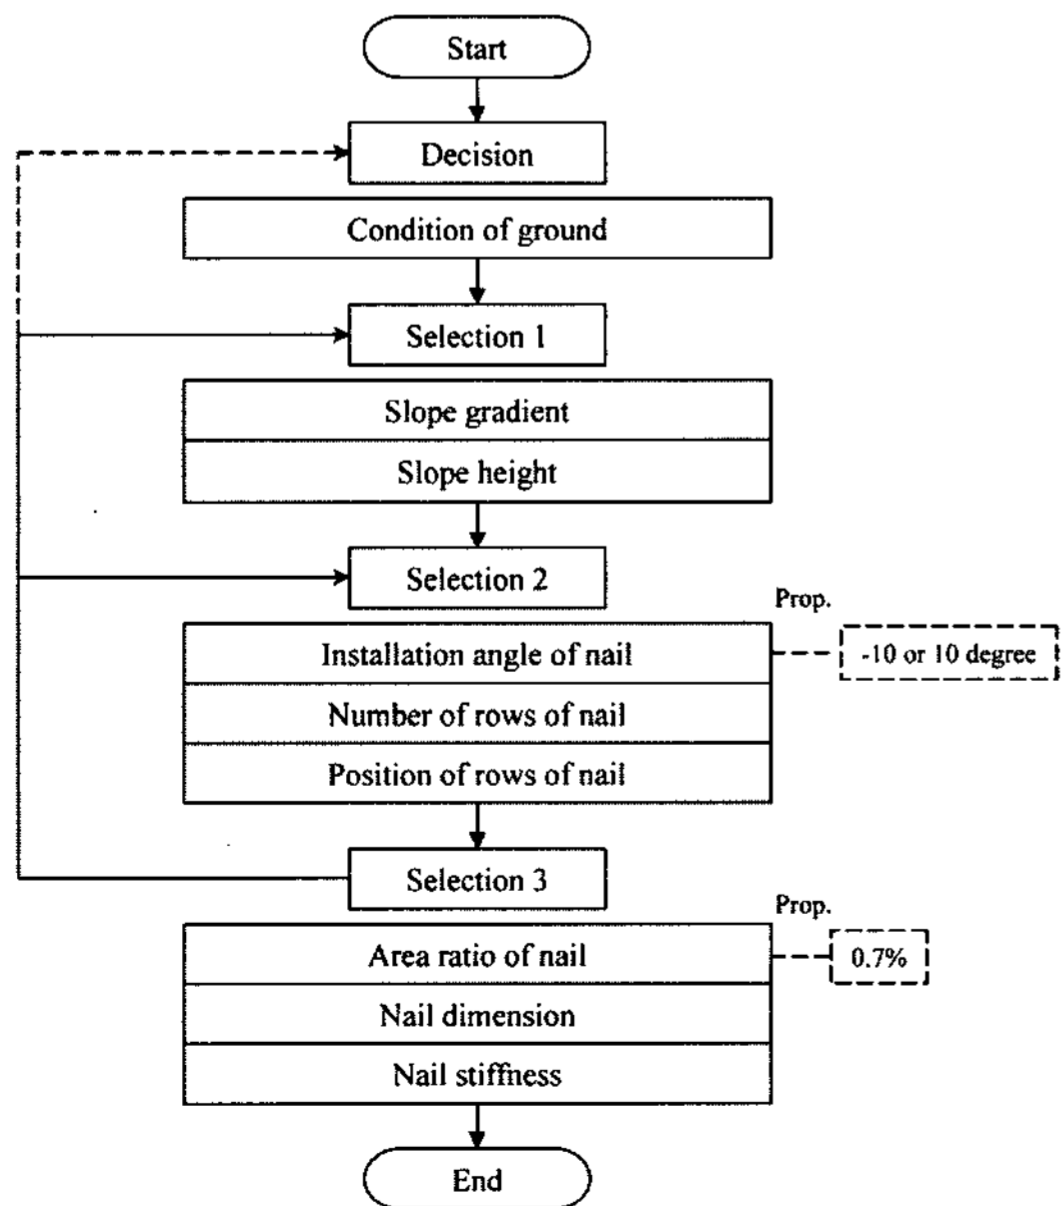 Start
Decision
Condition of ground
Selection 1
Slope gradient
Slope height
Selection 2
Prop.
Installation angle of nail
-10 or 10 degree
Number of rows of nail
Position of rows of nail
Selection 3
Prop.
Area ratio of nail
0.7%
Nail dimension
Nail stiffness
End